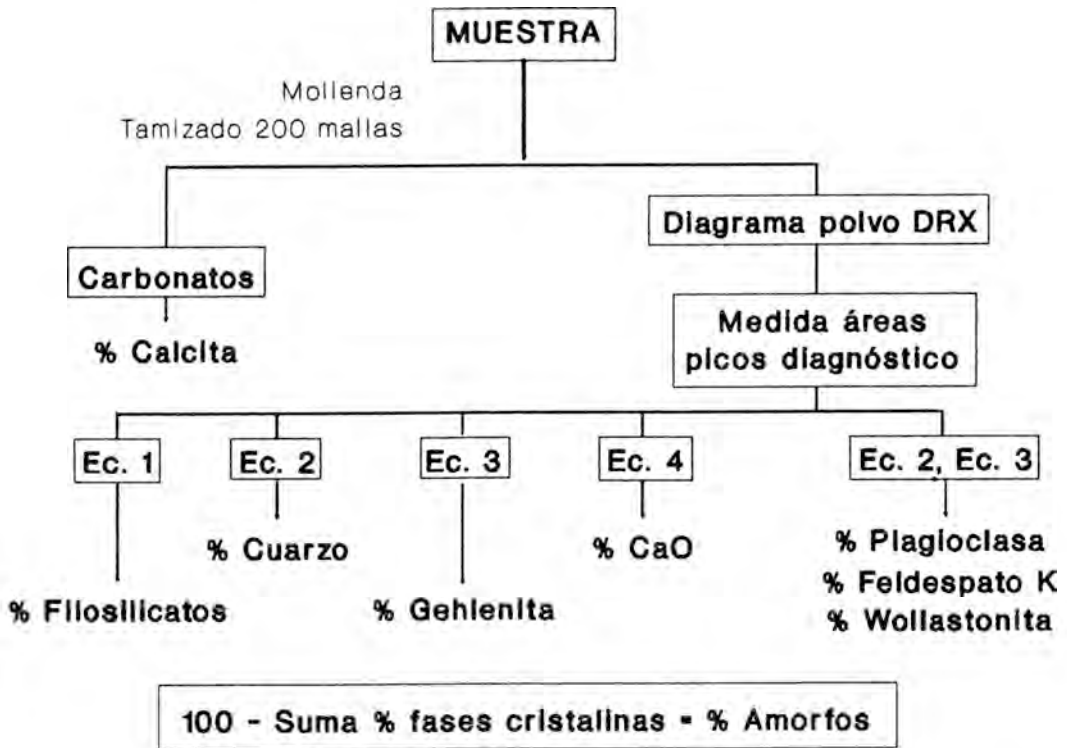 MUESTRA
Mollenda
Tamizado 200 mallas
Carbonatos
% Calcita
Diagrama polvo DRX
Medida áreas
picos diagnóstico
Ec. 1
Ec. 2
Ec. 3
Ec. 4
Ec. 2, Ec. 3
% Filosilicatos
% Cuarzo
% Gehlenita
% CaO
% Plagioclasa
% Feldespato K
% Wollastonita
100 - Suma % fases cristalinas = % Amorfos